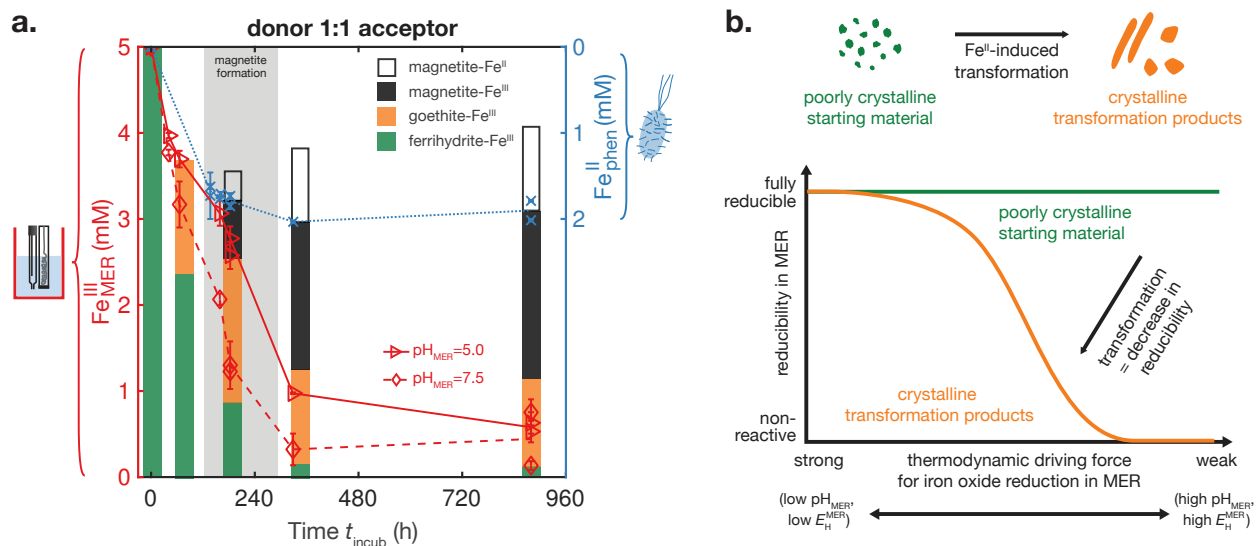 a.
donor 1:1 acceptor
5
4
3
2
1
0
Fe^III_MER (mM)
magnetite
formation
magnetite-Fe^II
magnetite-Fe^III
goethite-Fe^III
ferrihydrite-Fe^III
pH_MER=5.0
pH_MER=7.5
0
1
2
Fe^II_phen (mM)
0
240
480
720
960
Time t_incub (h)
b.
poorly crystalline
starting material
Fe^II-induced
transformation
crystalline
transformation products
fully
reducible
reducibility in MER
non-
reactive
poorly crystalline
starting material
transformation
= decrease in
reducibility
crystalline
transformation products
strong
thermodynamic driving force
for iron oxide reduction in MER
weak
(low pH_MER,
low E_H^MER)
(high pH_MER,
high E_H^MER)